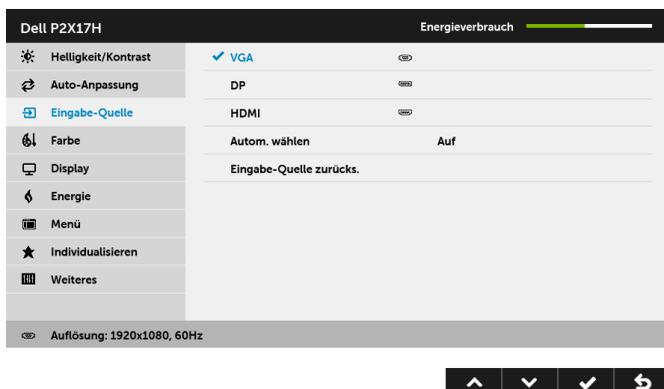 Dell P2X17H Energieverbrauch
Helligkeit/Kontrast VGA
Auto-Anpassung DP
Eingabe-Quelle HDMI
Farbe Autom. wählen Auf
Display Eingabe-Quelle zurücks.
Energie
Menü
Individualisieren
Weiteres
Auflösung: 1920x1080, 60Hz